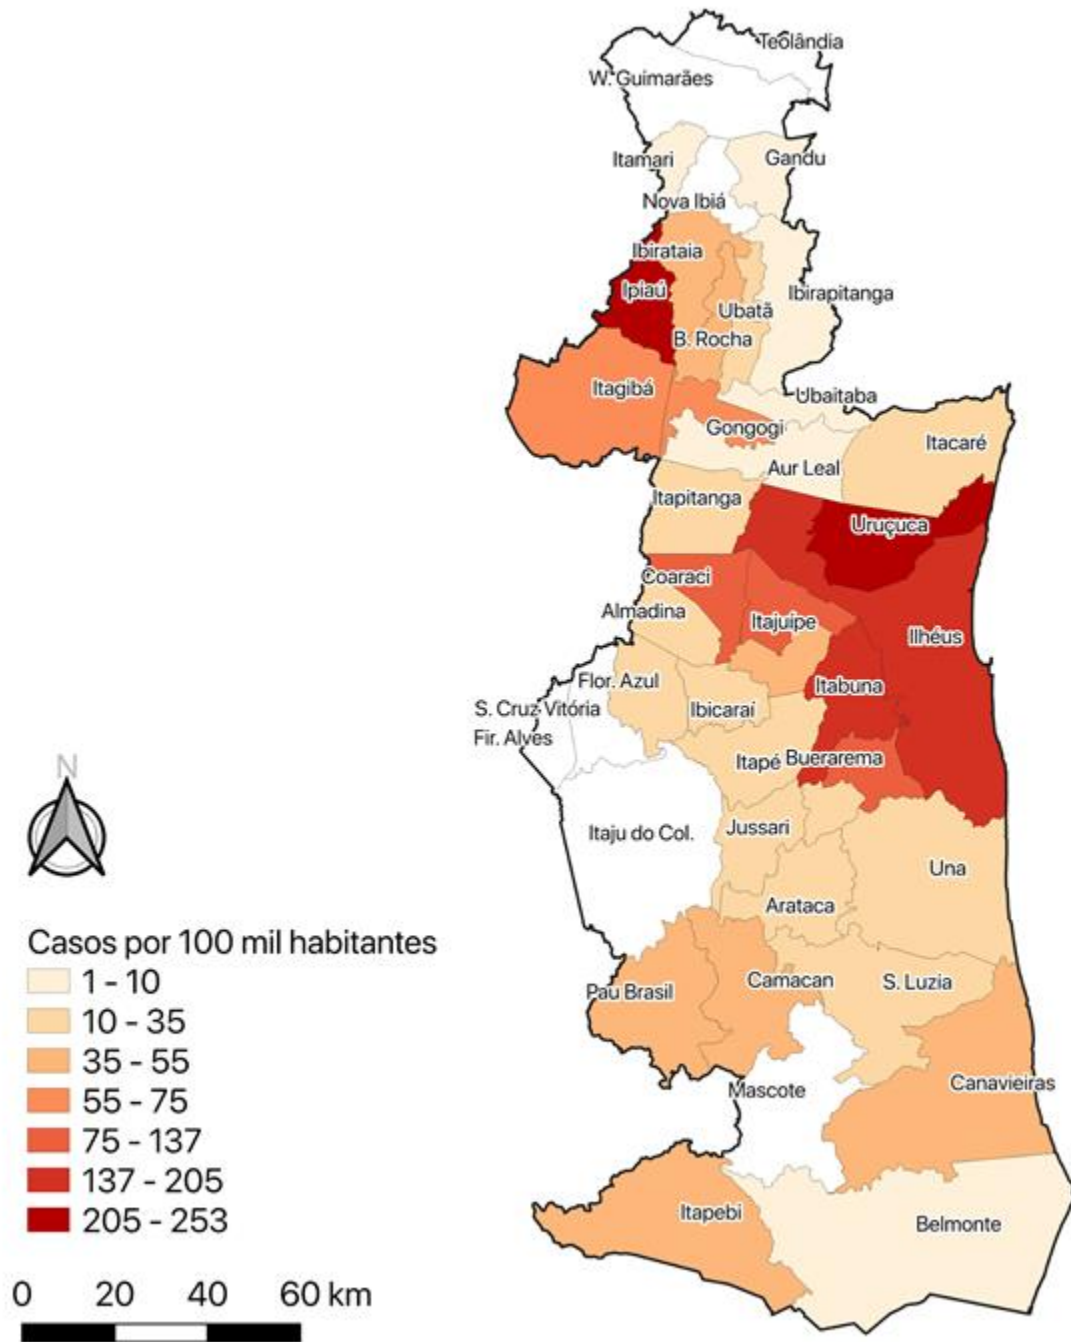 Teolândia
W. Guimarães
Itamari
Gandu
Nova Ibiá
Ibirataia
Ipiaú
Ibirapitanga
Ubatã
B. Rocha
Itagibá
Ubaitaba
Gongogi
Itacaré
Aur Leal
Itapitanga
Uruçuca
Coaraci
Almadina
Itajuípe
Ilhéus
Flor. Azul
Itabuna
S. Cruz Vitória
Ibicaraí
Fir. Alves
Itapé
Buerarema
Itaju do Col.
Jussari
Una
Arataca
Pau Brasil
Camacan
S. Luzia
Mascote
Canavieiras
Itapebi
Belmonte
N
Casos por 100 mil habitantes
1 - 10
10 - 35
35 - 55
55 - 75
75 - 137
137 - 205
205 - 253
0 20 40 60 km